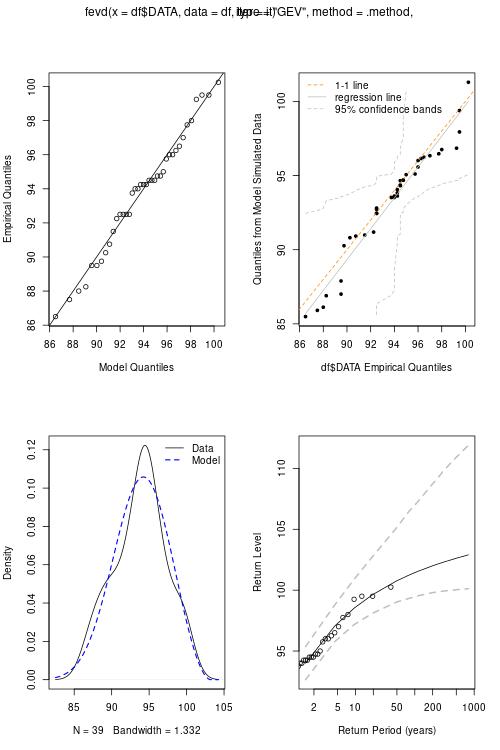 fevd(x = df$DATA, data = df, type = "GEV", method = .method,
Empirical Quantiles
86 88 90 92 94 96 98 100
86 88 90 92 94 96 98 100
Model Quantiles
1-1 line
regression line
95% confidence bands
Quantiles from Model Simulated Data
85 90 95 100
86 88 90 92 94 96 98 100
df$DATA Empirical Quantiles
Data
Model
Density
0.00 0.02 0.04 0.06 0.08 0.10 0.12
85 90 95 100 105
N = 39 Bandwidth = 1.332
Return Level
95 100 105 110
2 5 10 50 200 1000
Return Period (years)